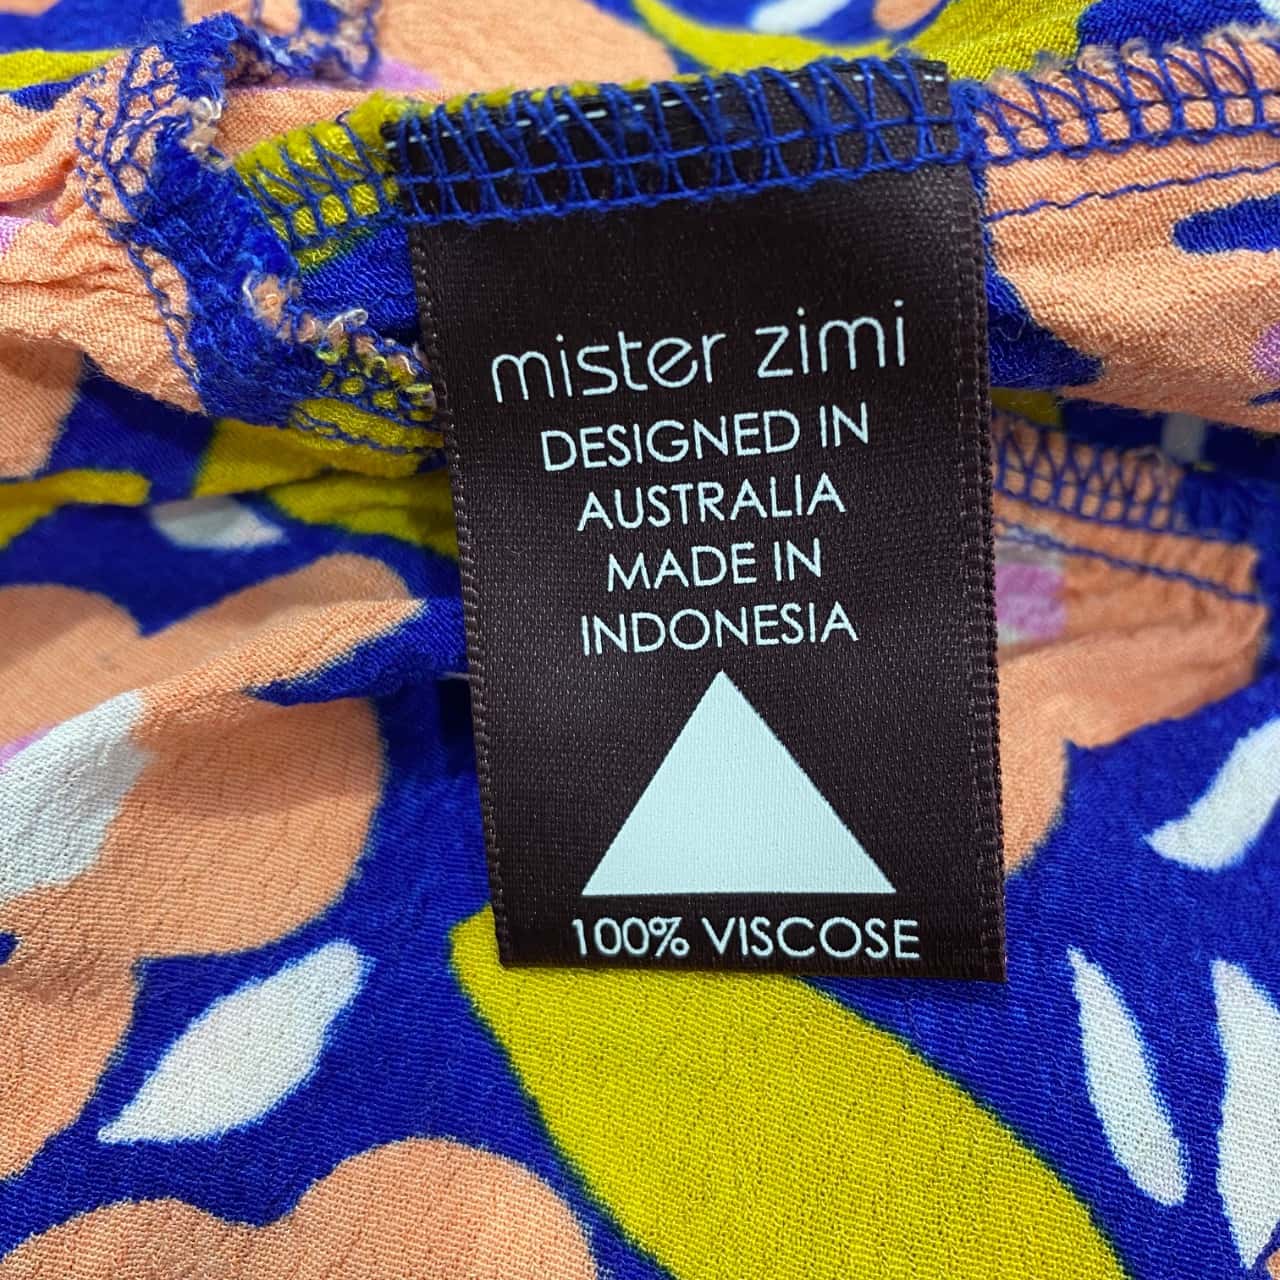 mister zimi
DESIGNED IN
AUSTRALIA
MADE IN
INDONESIA
100% VISCOSE